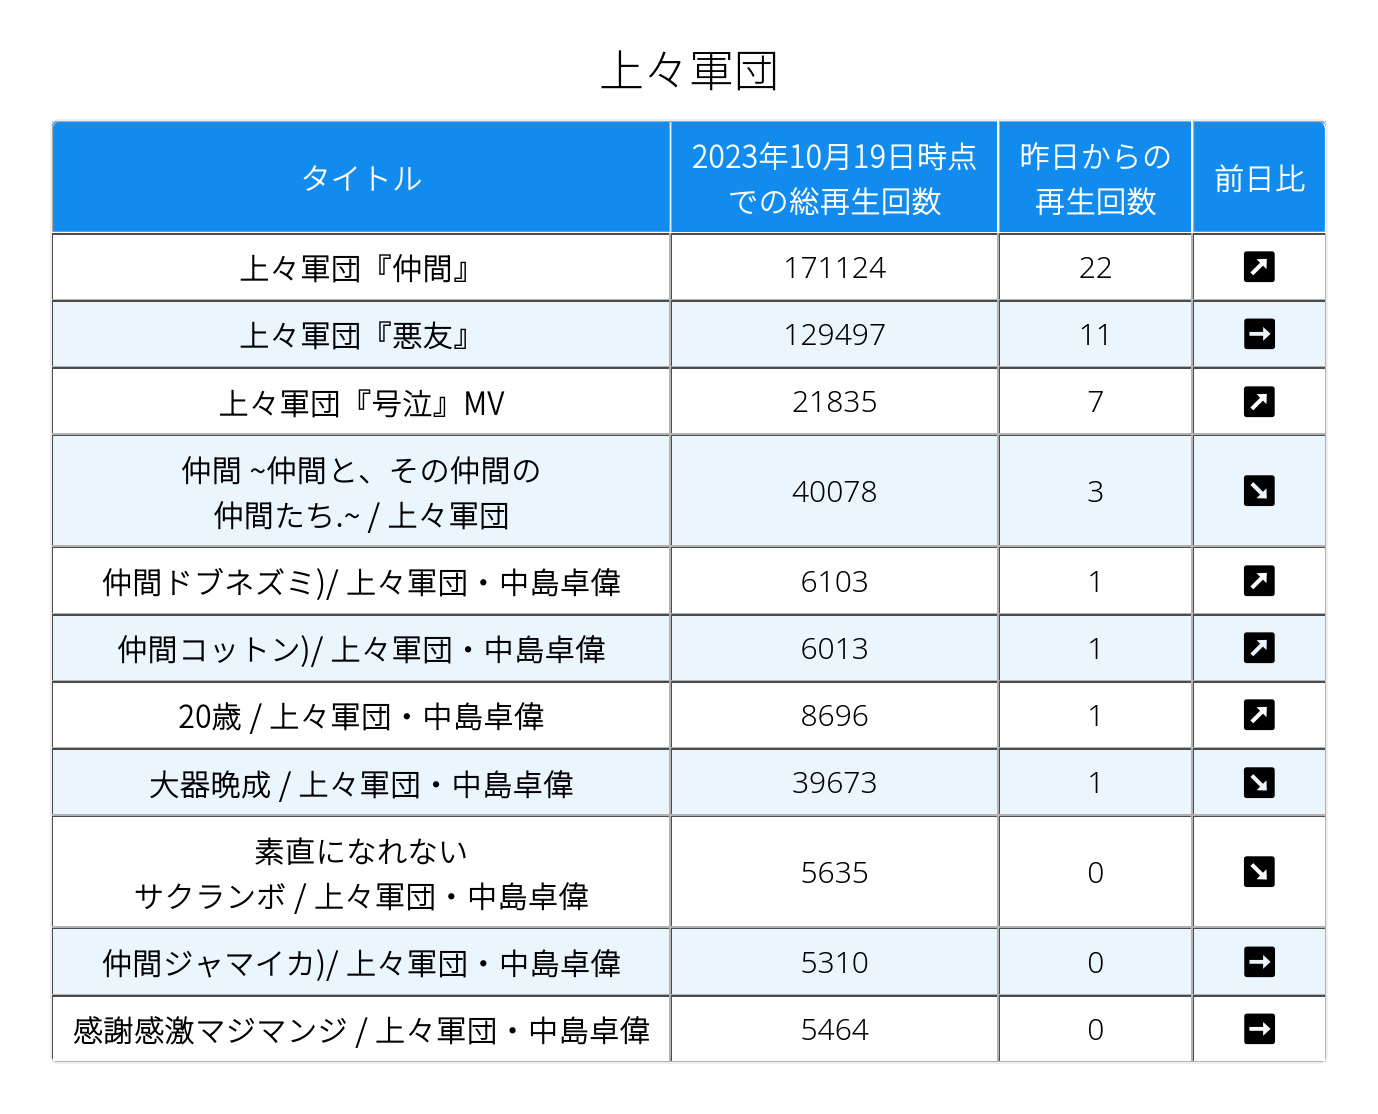 上々軍団
タイトル
2023年10月19日時点
での総再生回数
昨日からの
再生回数
前日比
上々軍団『仲間』 171124 22 ↗
上々軍団『悪友』 129497 11 →
上々軍団『号泣』MV 21835 7 ↗
仲間 ~仲間と、その仲間の
仲間たち.~ / 上々軍団 40078 3 ↘
仲間ドブネズミ)/ 上々軍団・中島卓偉 6103 1 ↗
仲間コットン)/ 上々軍団・中島卓偉 6013 1 ↗
20歳 / 上々軍団・中島卓偉 8696 1 ↗
大器晩成 / 上々軍団・中島卓偉 39673 1 ↘
素直になれない
サクランボ / 上々軍団・中島卓偉 5635 0 ↘
仲間ジャマイカ)/ 上々軍団・中島卓偉 5310 0 →
感謝感激マジマンジ / 上々軍団・中島卓偉 5464 0 →